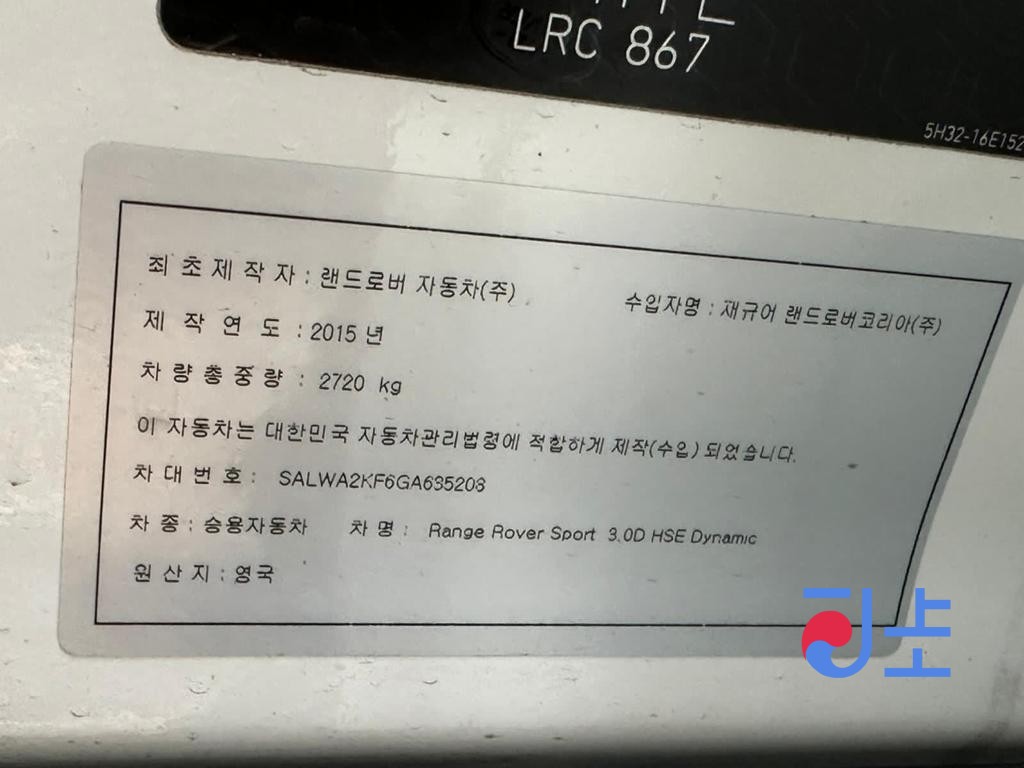 LRC 867
5H32-16E152
최초제작자 : 랜드로버 자동차(주) 수입자명 : 재규어 랜드로버코리아(주)
제 작 연 도 : 2015 년
차 량 총 중 량 : 2720 kg
이 자동차는 대한민국 자동차관리법령에 적합하게 제작(수입) 되었습니다.
차 대 번 호 : SALWA2KF6GA635208
차 종 : 승용자동차 차 명 : Range Rover Sport 3.0D HSE Dynamic
원 산 지 : 영국